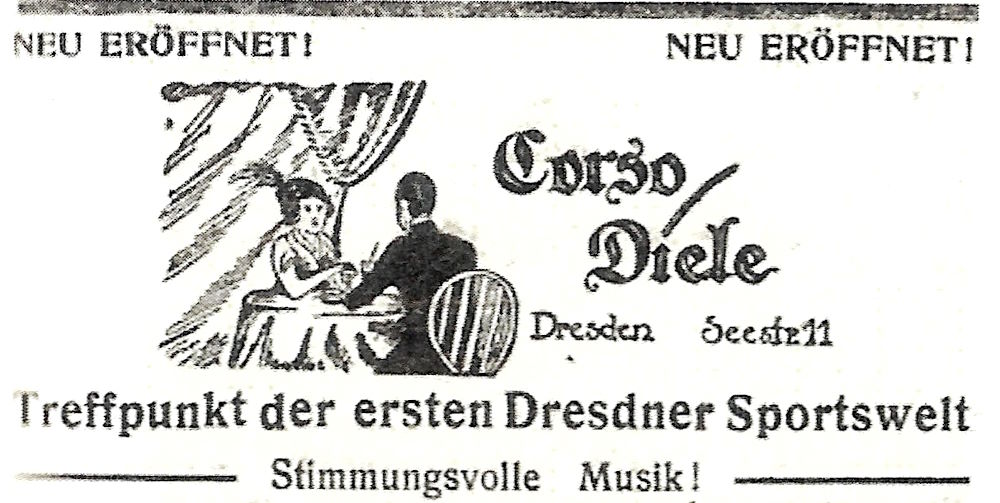 NEU ERÖFFNET! NEU ERÖFFNET!
Corso/
Diele
Dresden Seestr. 11
Treffpunkt der ersten Dresdner Sportswelt
Stimmungsvolle Musik!